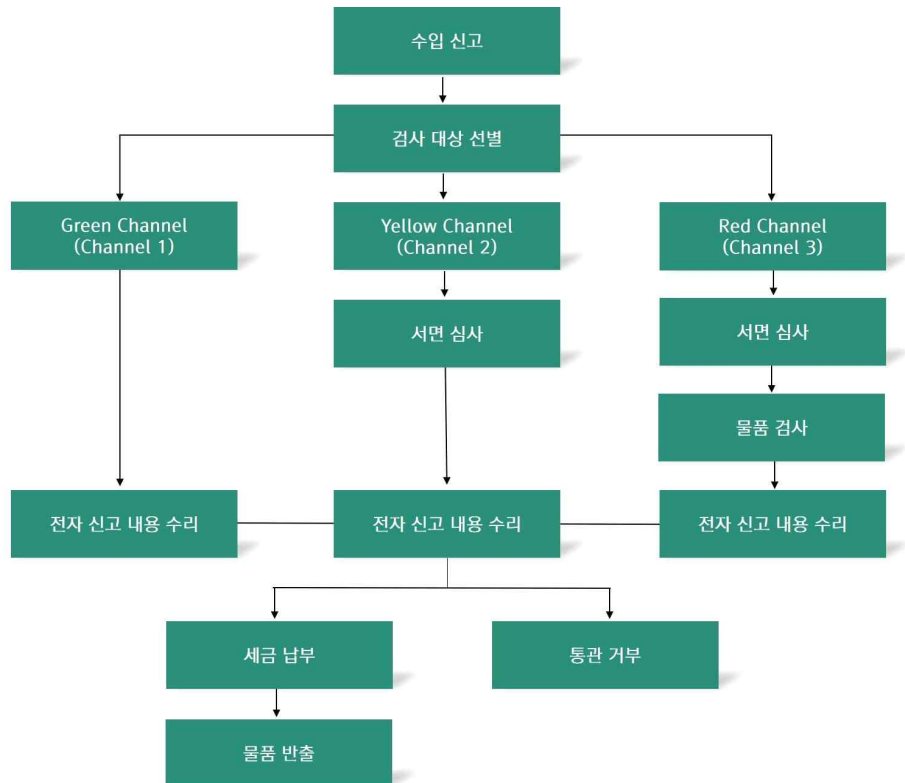 수입 신고
검사 대상 선별
Green Channel
(Channel 1)
Yellow Channel
(Channel 2)
Red Channel
(Channel 3)
서면 심사
서면 심사
물품 검사
전자 신고 내용 수리
전자 신고 내용 수리
전자 신고 내용 수리
세금 납부
통관 거부
물품 반출